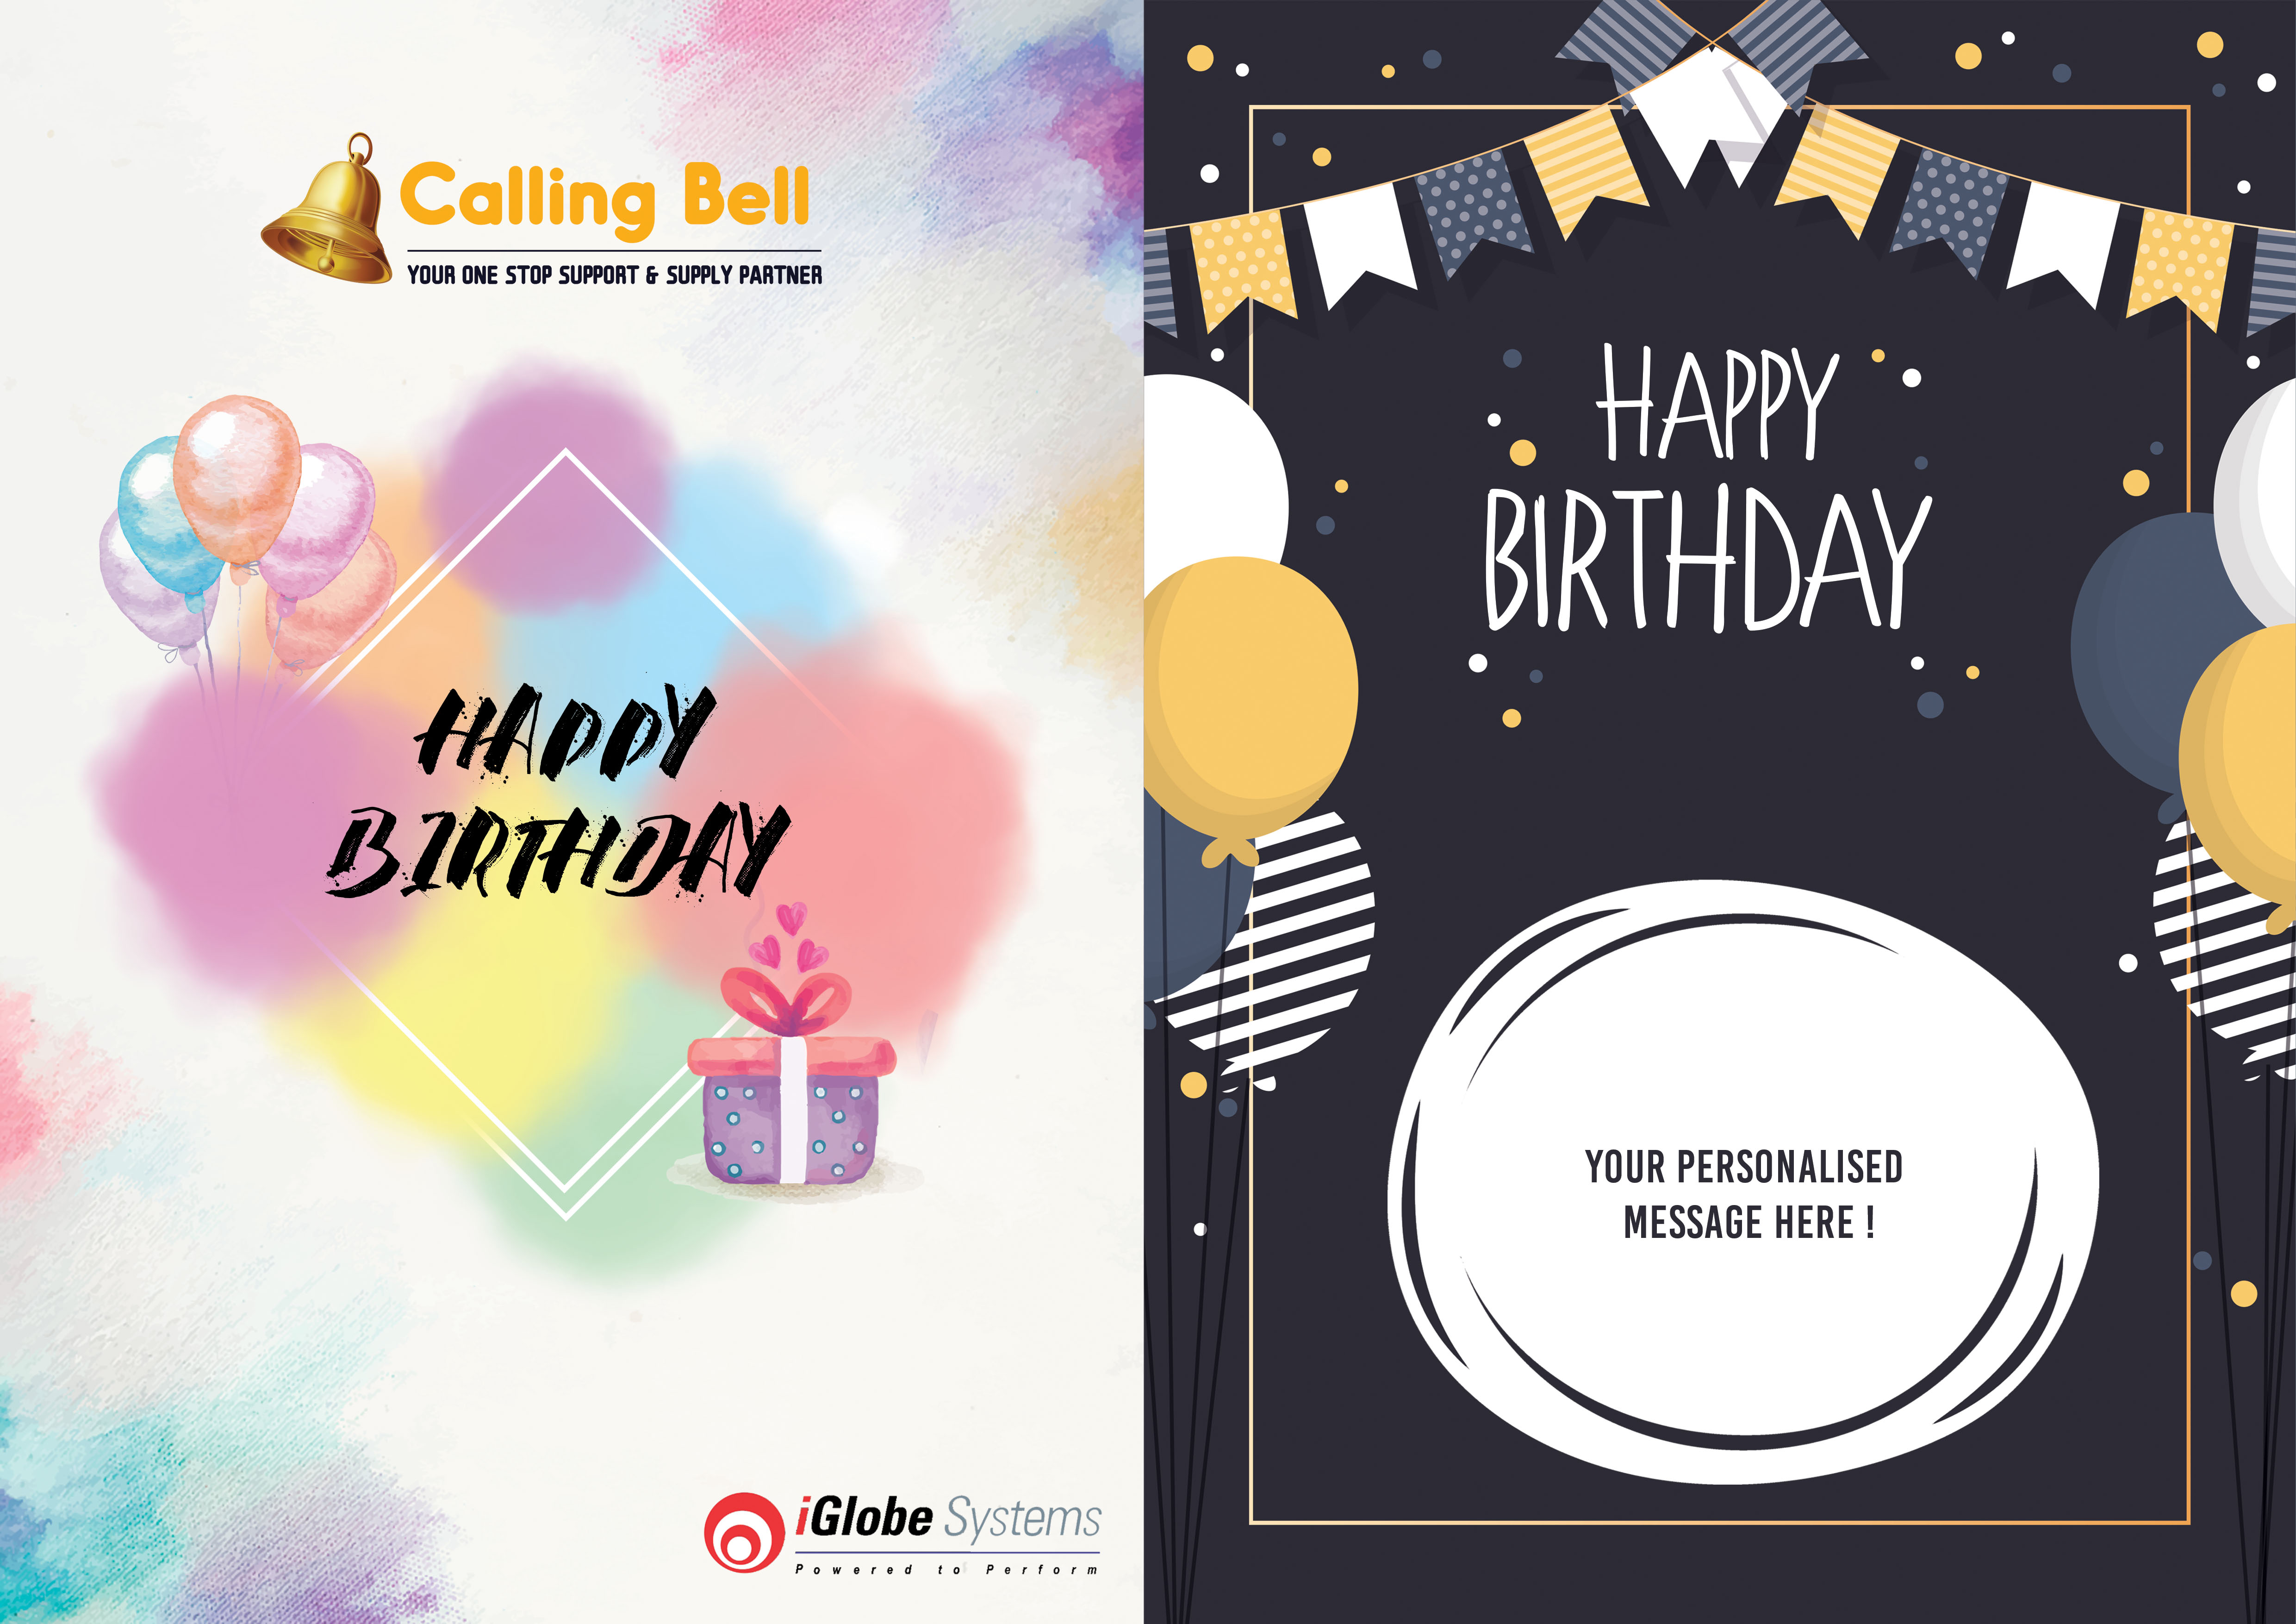 Calling Bell
YOUR ONE STOP SUPPORT & SUPPLY PARTNER
HAPPY
BIRTHDAY
iGlobe Systems
Powered to Perform
HAPPY
BIRTHDAY
YOUR PERSONALISED
MESSAGE HERE !